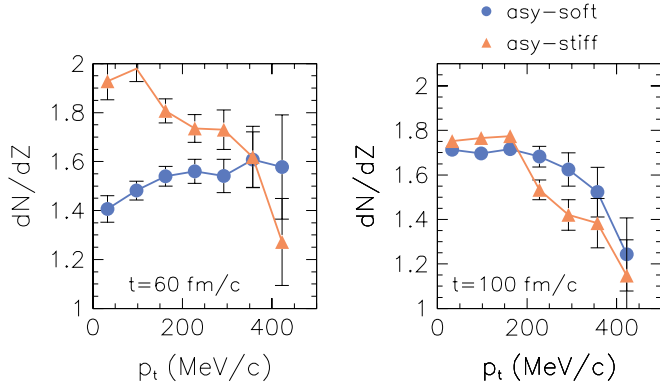 asy-soft
asy-stiff
dN/dZ
2
1.8
1.6
1.4
1.2
1
t=60 fm/c
0 200 400
pt (MeV/c)
dN/dZ
2
1.8
1.6
1.4
1.2
1
t=100 fm/c
0 200 400
pt (MeV/c)